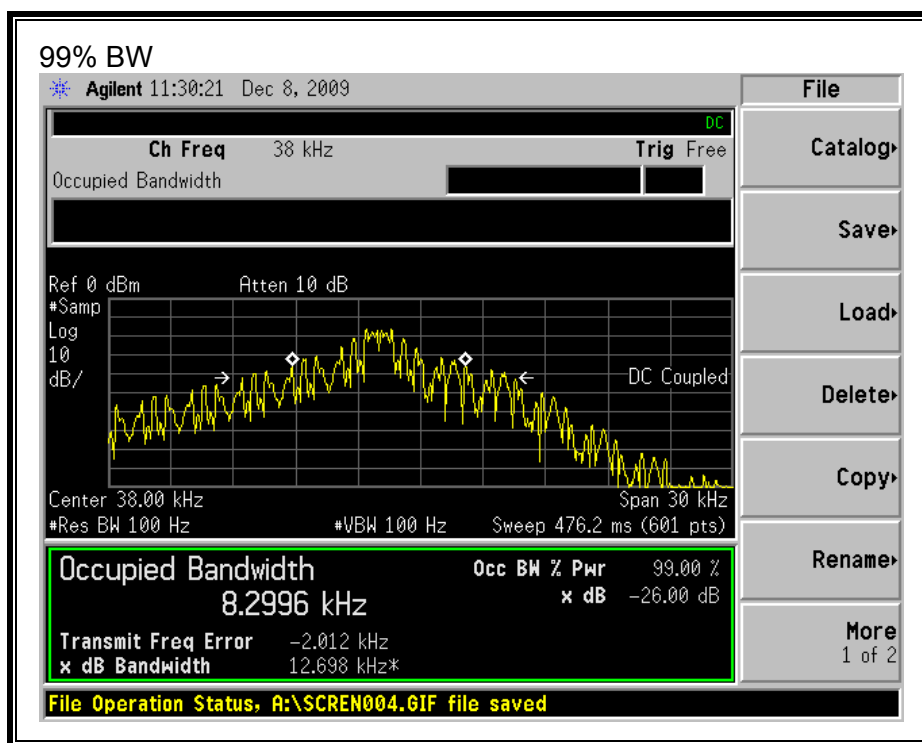 99% BW
Agilent 11:30:21 Dec 8, 2009
File
DC
Ch Freq 38 kHz Trig Free
Occupied Bandwidth
Catalog
Save
Ref 0 dBm Atten 10 dB
#Samp
Log
10
dB/
DC Coupled
Load
Delete
Copy
Center 38.00 kHz Span 30 kHz
#Res BW 100 Hz #VBW 100 Hz Sweep 476.2 ms (601 pts)
Occupied Bandwidth Occ BW % Pwr 99.00 %
8.2996 kHz x dB -26.00 dB
Transmit Freq Error -2.012 kHz
x dB Bandwidth 12.698 kHz*
Rename
More
1 of 2
File Operation Status, A:\SCREN004.GIF file saved